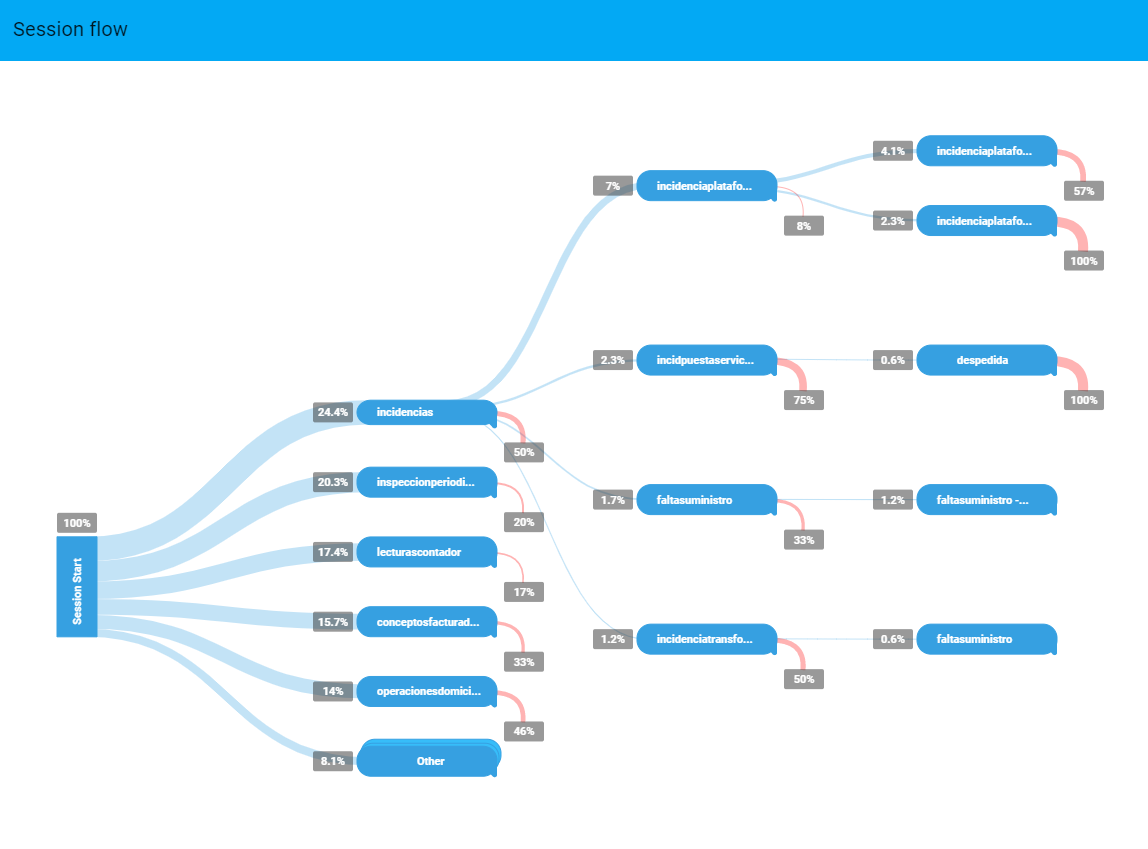 Session flow
100%
Session Start
24.4%
incidencias
50%
20.3%
inspeccionperiodi...
20%
17.4%
lecturascontador
17%
15.7%
conceptosfacturad...
33%
14%
operacionesdomici...
46%
8.1%
Other
7%
incidenciaplatafo...
8%
2.3%
incidpuestaservic...
75%
1.7%
faltasuministro
33%
1.2%
incidenciatransfo...
50%
4.1%
incidenciaplatafo...
57%
2.3%
incidenciaplatafo...
100%
0.6%
despedida
100%
1.2%
faltasuministro -...
0.6%
faltasuministro